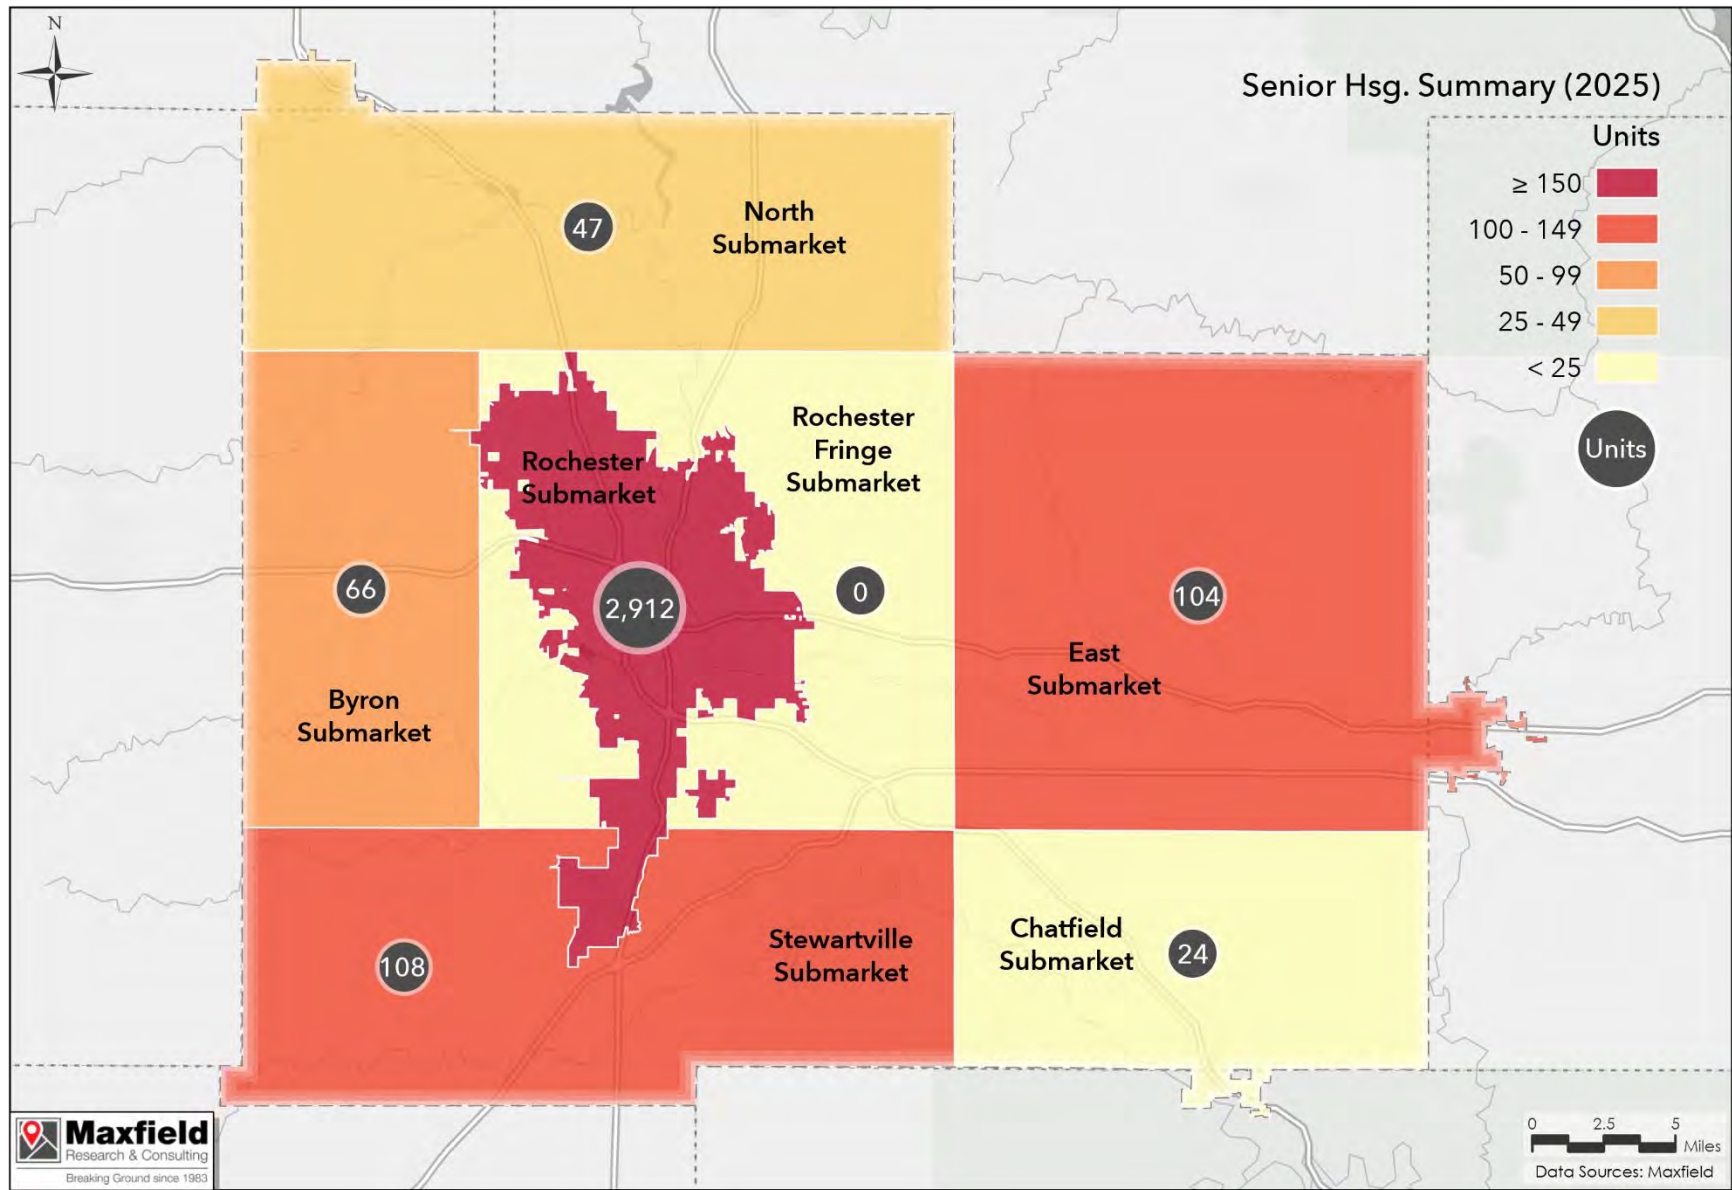 N
Senior Hsg. Summary (2025)
Units
≥ 150
100 - 149
50 - 99
25 - 49
< 25
Units
47
North
Submarket
Rochester
Fringe
Submarket
Rochester
Submarket
66
2,912
0
104
East
Submarket
Byron
Submarket
108
Stewartville
Submarket
Chatfield
Submarket
24
Maxfield
Research & Consulting
Breaking Ground since 1983
0 2.5 5
Miles
Data Sources: Maxfield